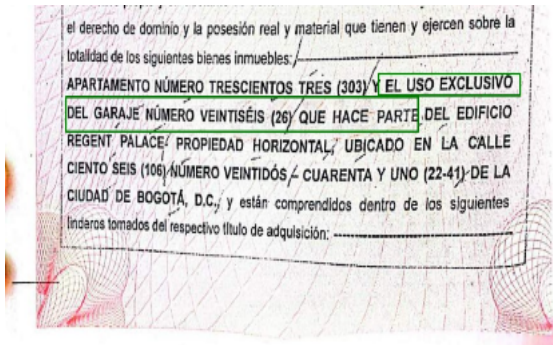 el derecho de dominio y la posesión real y material que tienen y ejercen sobre la
totalidad de los siguientes bienes inmuebles:/--------------------
APARTAMENTO NÚMERO TRESCIENTOS TRES (303)/ Y EL USO EXCLUSIVO
DEL GARAJE NÚMERO VEINTISÉIS (26)/ QUE HACE PARTE DEL EDIFICIO
REGENT PALACE/ PROPIEDAD HORIZONTAL, UBICADO EN LA CALLE
CIENTO SEIS (106) NÚMERO VEINTIDÓS/- CUARENTA Y UNO (22-41) DE LA
CIUDAD DE BOGOTÁ, D.C., y están comprendidos dentro de los siguientes
linderos tomados del respectivo título de adquisición: --------------------